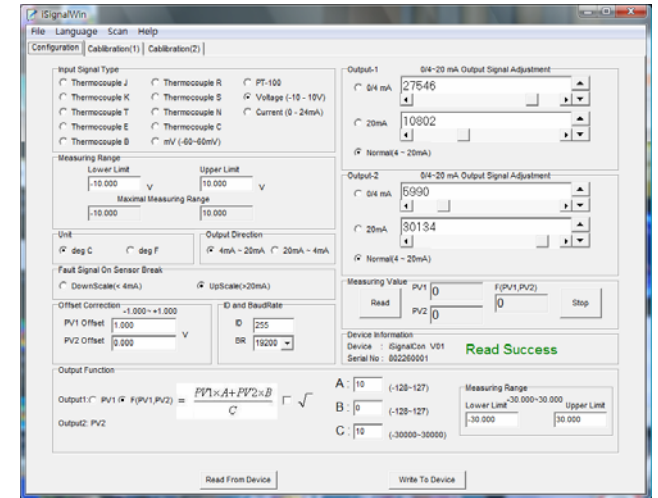 iSignalWin
File Language Scan Help
Configuration Cablibration(1) Cablibration(2)
Input Signal Type
Thermocouple J Thermocouple R PT-100
Thermocouple K Thermocouple S Voltage (-10 - 10V)
Thermocouple T Thermocouple N Current (0 - 24mA)
Thermocouple E Thermocouple C
Thermocouple B mV (-60~60mV)
Measuring Range
Lower Limit Upper Limit
-10.000 V 10.000 V
Maximal Measuring Range
-10.000 10.000
Unit Output Direction
deg C deg F 4mA ~ 20mA 20mA ~ 4mA
Fault Signal On Sensor Break
DownScale(< 4mA) UpScale(>20mA)
Offset Correction -1.000~+1.000
PV1 Offset 1.000
PV2 Offset 0.000 V
ID and BaudRate
ID 255
BR 19200
Output-1 0/4~20 mA Output Signal Adjustment
0/4 mA 27546
20mA 10802
Normal(4 ~ 20mA)
Output-2 0/4~20 mA Output Signal Adjustment
0/4 mA 5990
20mA 30134
Normal(4 ~ 20mA)
Measuring Value PV1 0 F(PV1,PV2)
Read 0 Stop
PV2 0
Device Information
Device : iSignalCon V01
Serial No : 802260001
Read Success
Output Function
Output1: PV1 F(PV1,PV2) = PV1×A+PV2×B / C √
Output2: PV2
A : 10 (-128~127)
B : 0 (-128~127)
C : 10 (-30000~30000)
Measuring Range
-30.000~30.000
Lower Limit Upper Limit
-30.000 30.000
Read From Device Write To Device